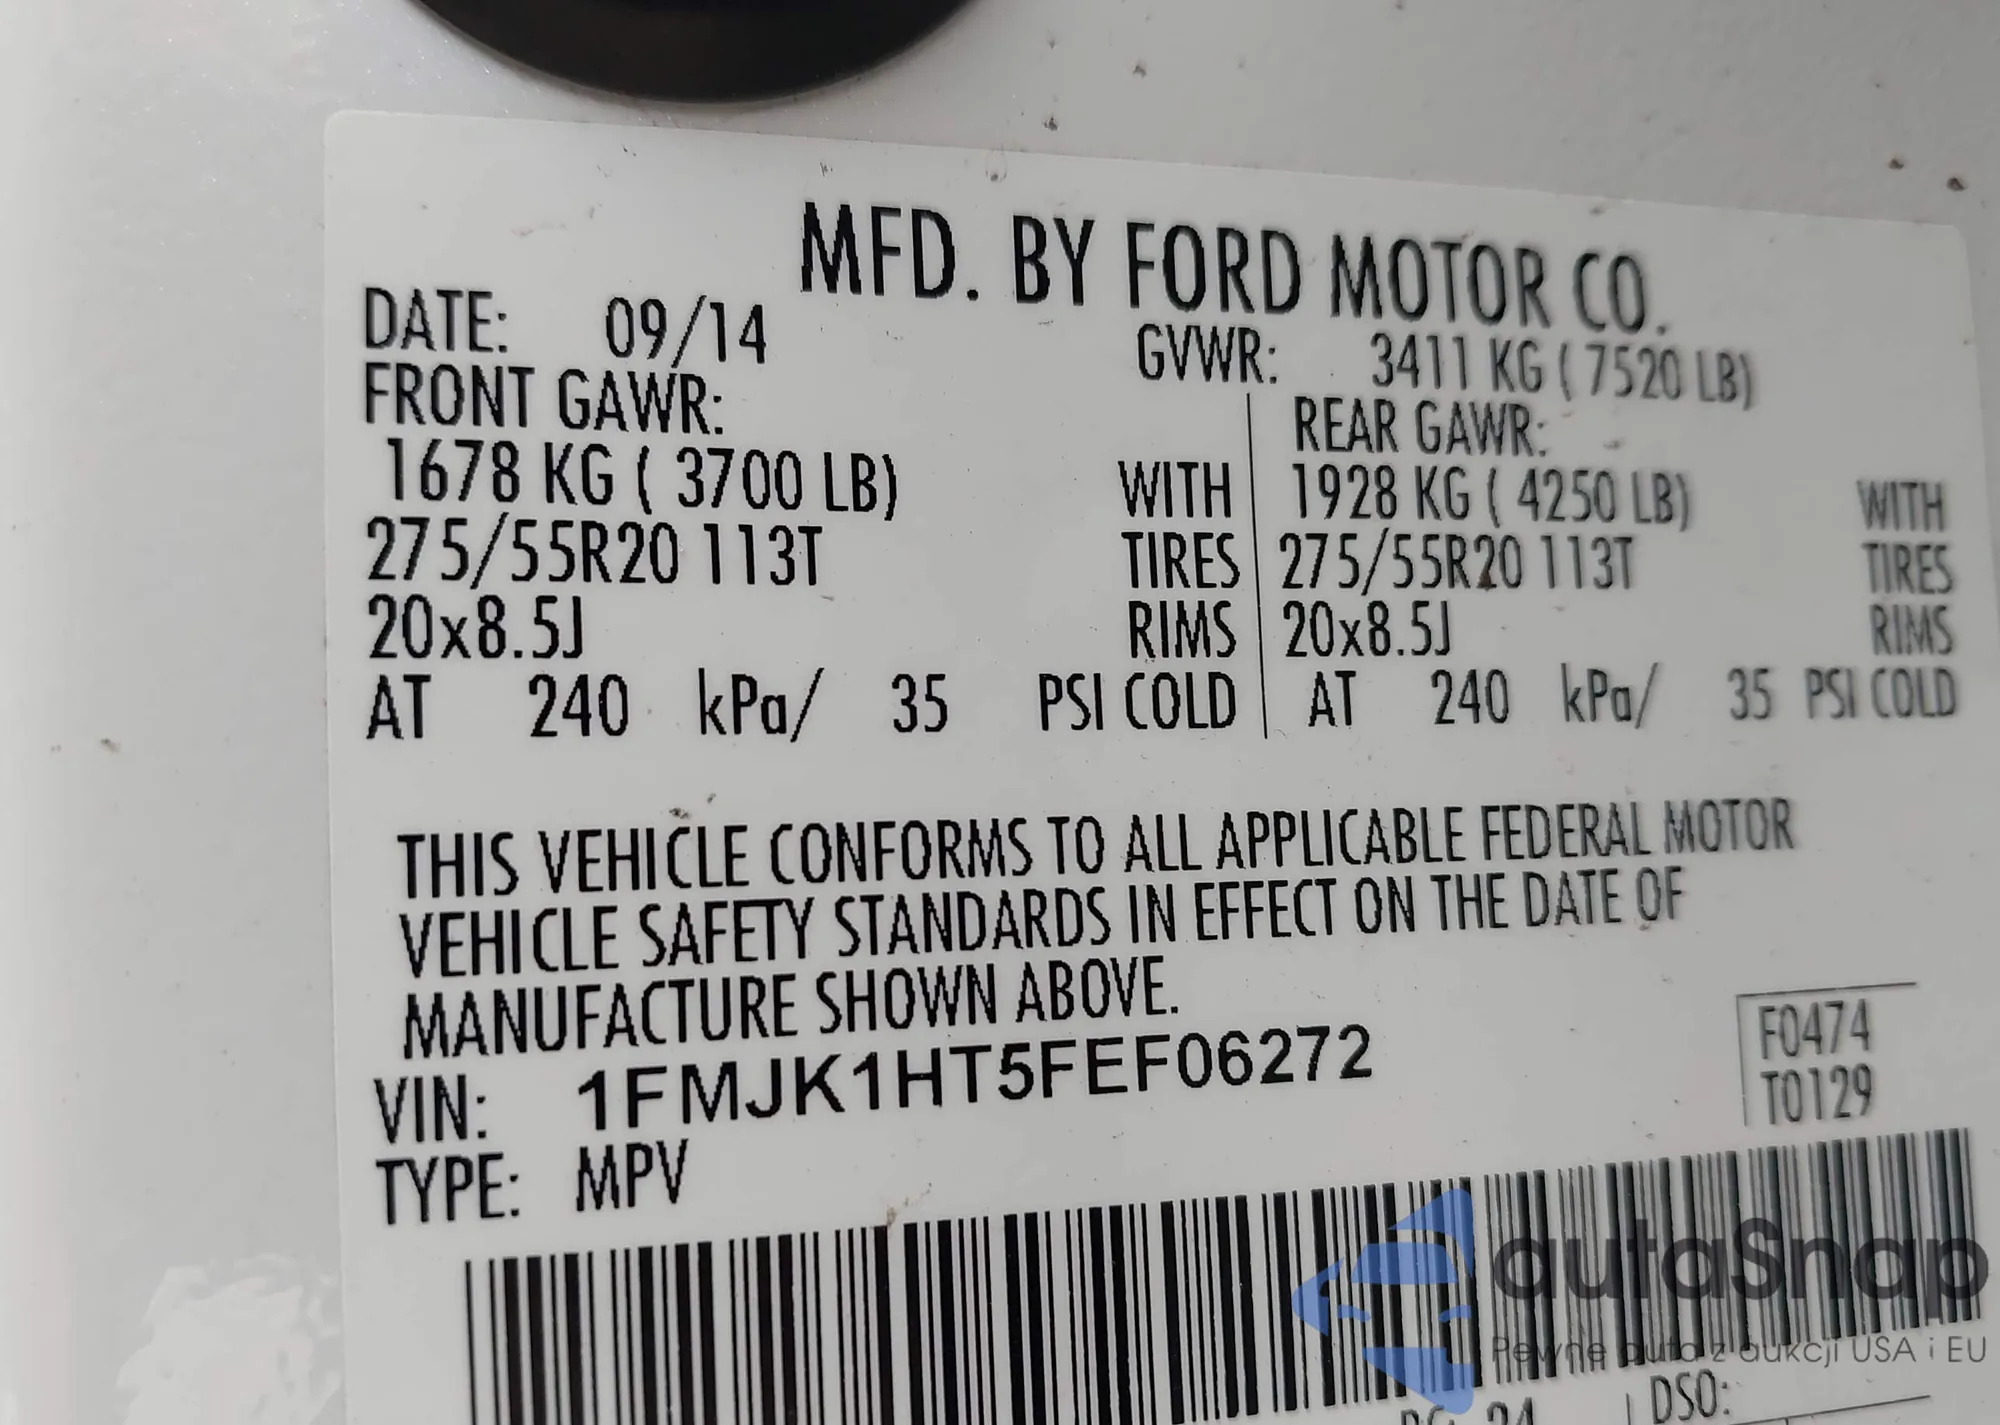 MFD. BY FORD MOTOR CO.
DATE: 09/14 GVWR: 3411 KG ( 7520 LB)
FRONT GAWR: REAR GAWR:
1678 KG ( 3700 LB) WITH 1928 KG ( 4250 LB) WITH
275/55R20 113T TIRES 275/55R20 113T TIRES
20x8.5J RIMS 20x8.5J RIMS
AT 240 kPa/ 35 PSI COLD AT 240 kPa/ 35 PSI COLD
THIS VEHICLE CONFORMS TO ALL APPLICABLE FEDERAL MOTOR
VEHICLE SAFETY STANDARDS IN EFFECT ON THE DATE OF
MANUFACTURE SHOWN ABOVE.
VIN: 1FMJK1HT5FEF06272
F0474
T0129
TYPE: MPV
autaSnap
Pewne auta z aukcji USA i EU
DSO: